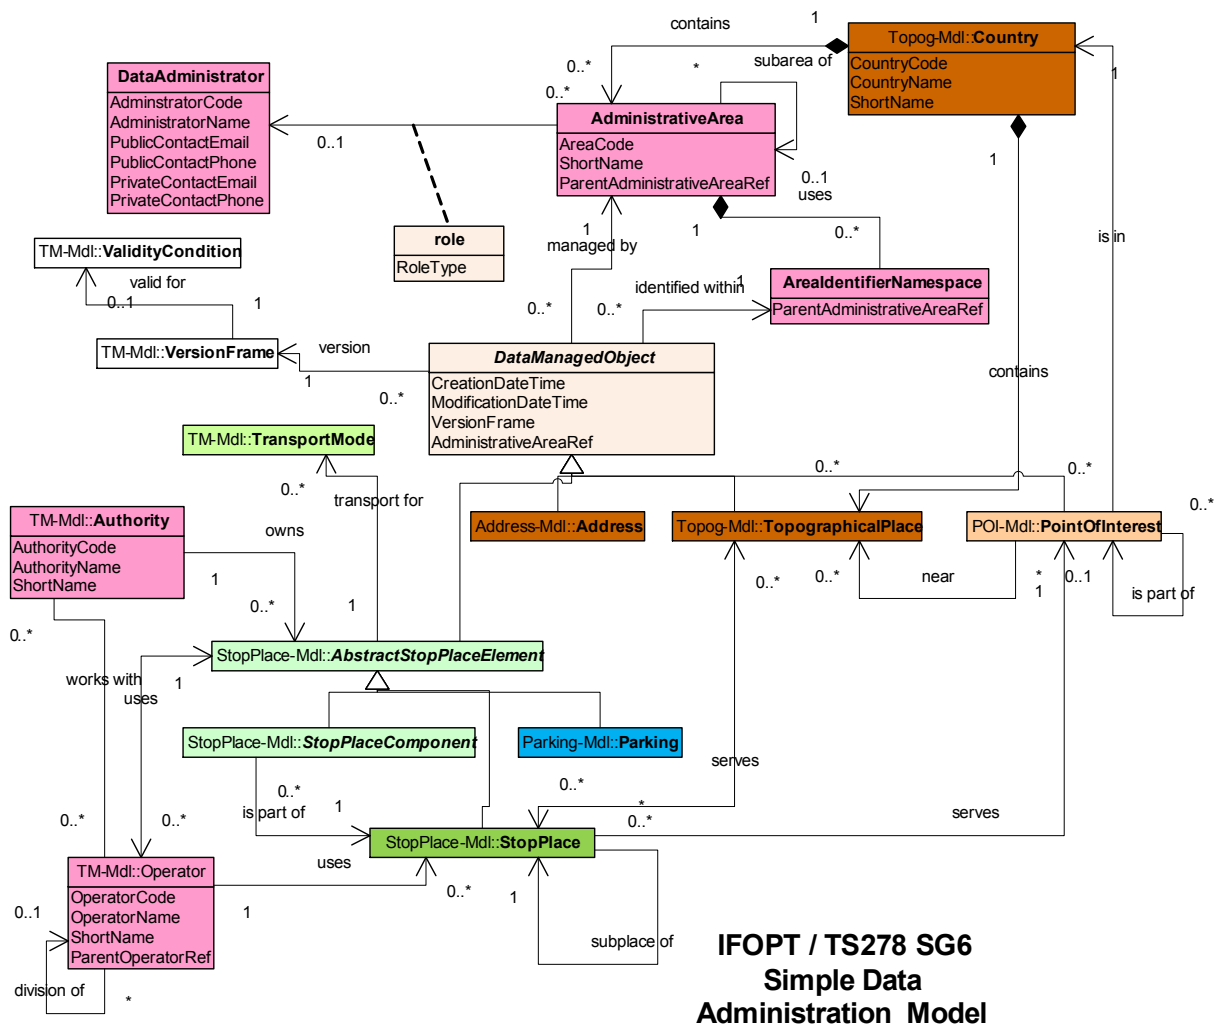 1
contains
Topog-Mdl::Country
CountryCode
CountryName
ShortName
subarea of
*
0..*
0..*
1
1
DataAdministrator
AdminstratorCode
AdministratorName
PublicContactEmail
PublicContactPhone
PrivateContactEmail
PrivateContactPhone
0..1
AdministrativeArea
AreaCode
ShortName
ParentAdministrativeAreaRef
0..1
uses
1
0..*
1
managed by
role
RoleType
is in
TM-Mdl::ValidityCondition
valid for
0..1
1
identified within
1
AreaIdentifierNamespace
ParentAdministrativeAreaRef
0..*
0..*
TM-Mdl::VersionFrame
version
1
0..*
DataManagedObject
CreationDateTime
ModificationDateTime
VersionFrame
AdministrativeAreaRef
contains
TM-Mdl::TransportMode
0..*
transport for
0..*
0..*
TM-Mdl::Authority
AuthorityCode
AuthorityName
ShortName
owns
1
0..*
1
0..*
Address-Mdl::Address
Topog-Mdl::TopographicalPlace
POI-Mdl::PointOfInterest
0..*
0..*
0..*
near
*
1
0..1
is part of
StopPlace-Mdl::AbstractStopPlaceElement
works with
uses
1
StopPlace-Mdl::StopPlaceComponent
Parking-Mdl::Parking
serves
0..*
is part of
1
0..*
*
0..*
serves
0..*
0..*
StopPlace-Mdl::StopPlace
uses
0..*
1
1
subplace of
TM-Mdl::Operator
OperatorCode
OperatorName
ShortName
ParentOperatorRef
0..1
division of
*
IFOPT / TS278 SG6
Simple Data
Administration Model